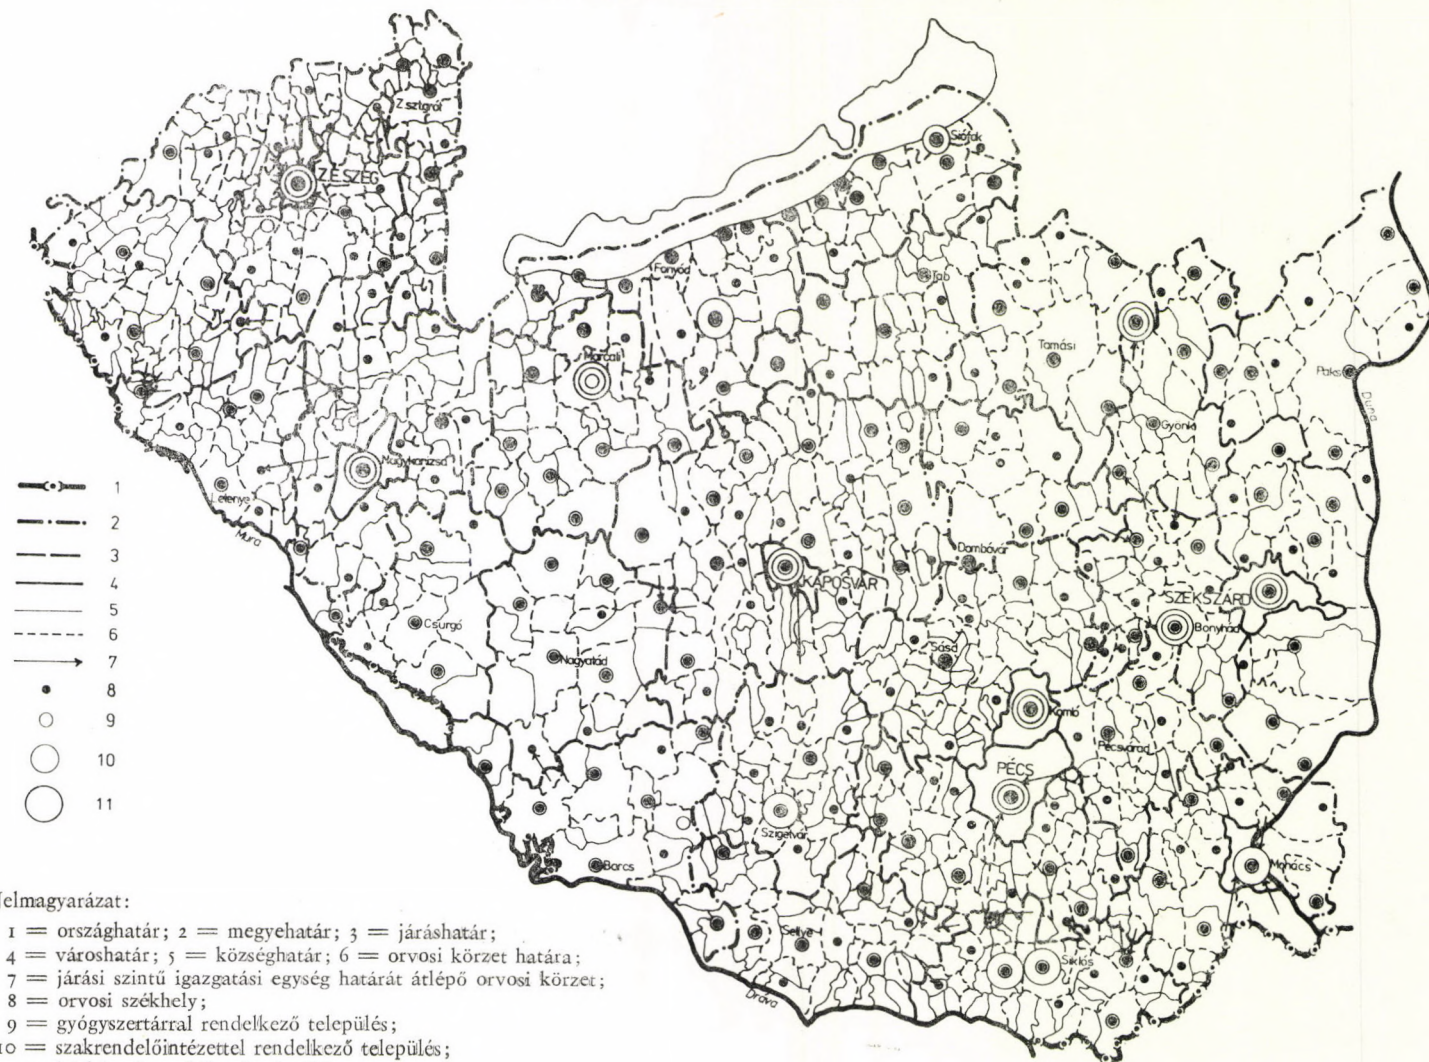 Z.sztgrót
Siófok
Z.E.SZEG
Fonyód
Tab
Marcali
Tamási
Paks
Duna
Gyönk
Nagykanizsa
Letenye
Mura
Dombóvár
KAPOSVÁR
SZEKSZÁRD
Csurgó
Bonyhád
Nagyatád
Sásd
Komló
Pécsvárad
PÉCS
Szigetvár
Barcs
Mohács
Sellye
Siklós
Dráva
1
2
3
4
5
6
7
8
9
10
11
Jelmagyarázat:
1 = országhatár; 2 = megyehatár; 3 = járáshatár;
4 = városhatár; 5 = községhatár; 6 = orvosi körzet határa;
7 = járási szintű igazgatási egység határát átlépő orvosi körzet;
8 = orvosi székhely;
9 = gyógyszertárral rendelkező település;
10 = szakrendelőintézettel rendelkező település;